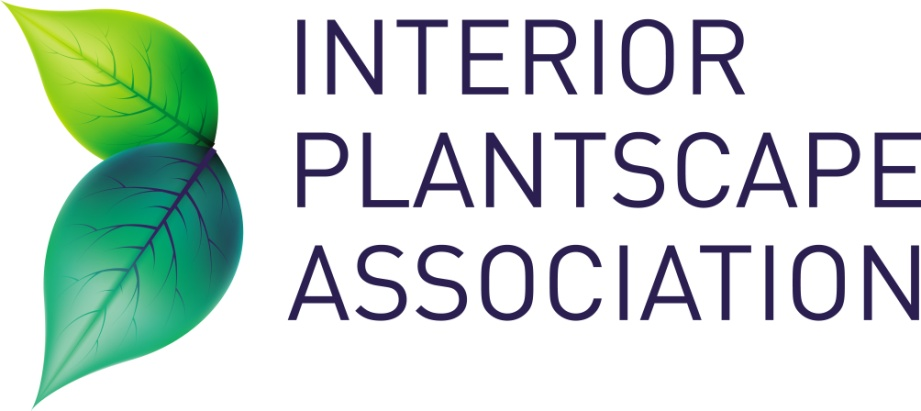 INTERIOR
PLANTSCAPE
ASSOCIATION